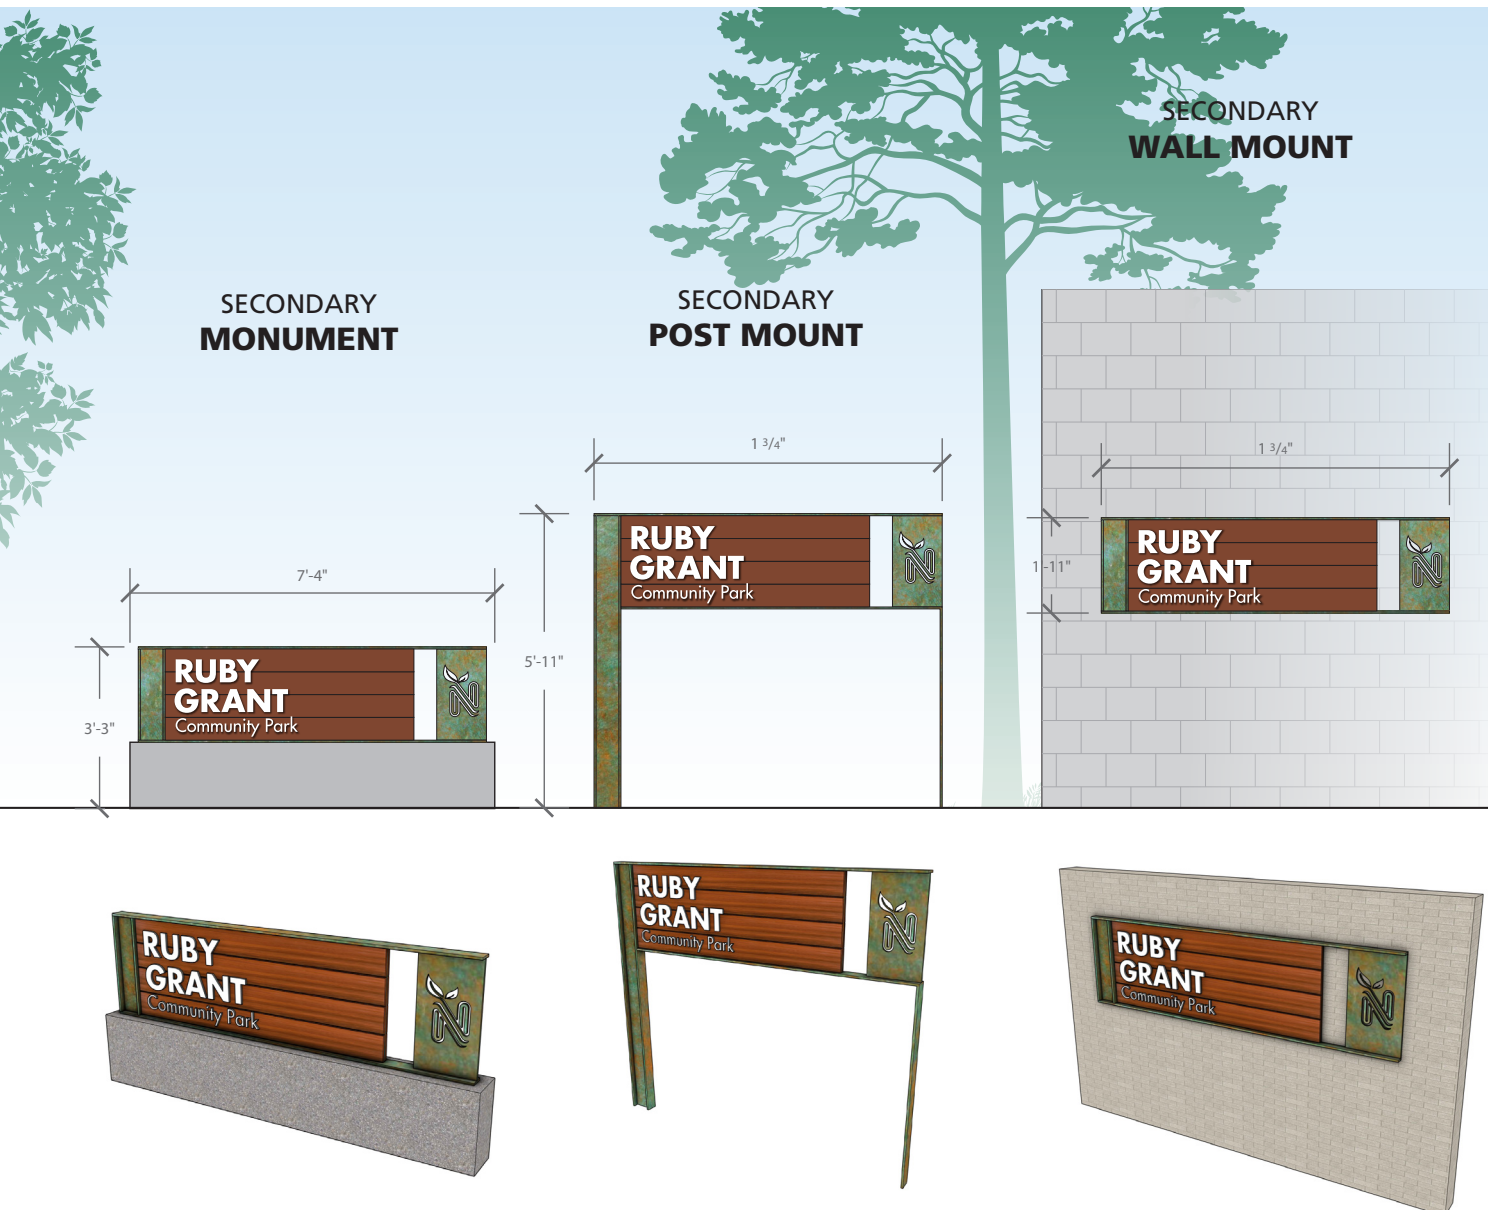 SECONDARY
MONUMENT
SECONDARY
POST MOUNT
SECONDARY
WALL MOUNT
7'-4"
3'-3"
RUBY
GRANT
Community Park
1 3/4"
5'-11"
RUBY
GRANT
Community Park
1 3/4"
1'-11"
RUBY
GRANT
Community Park
RUBY
GRANT
Community Park
RUBY
GRANT
Community Park
RUBY
GRANT
Community Park